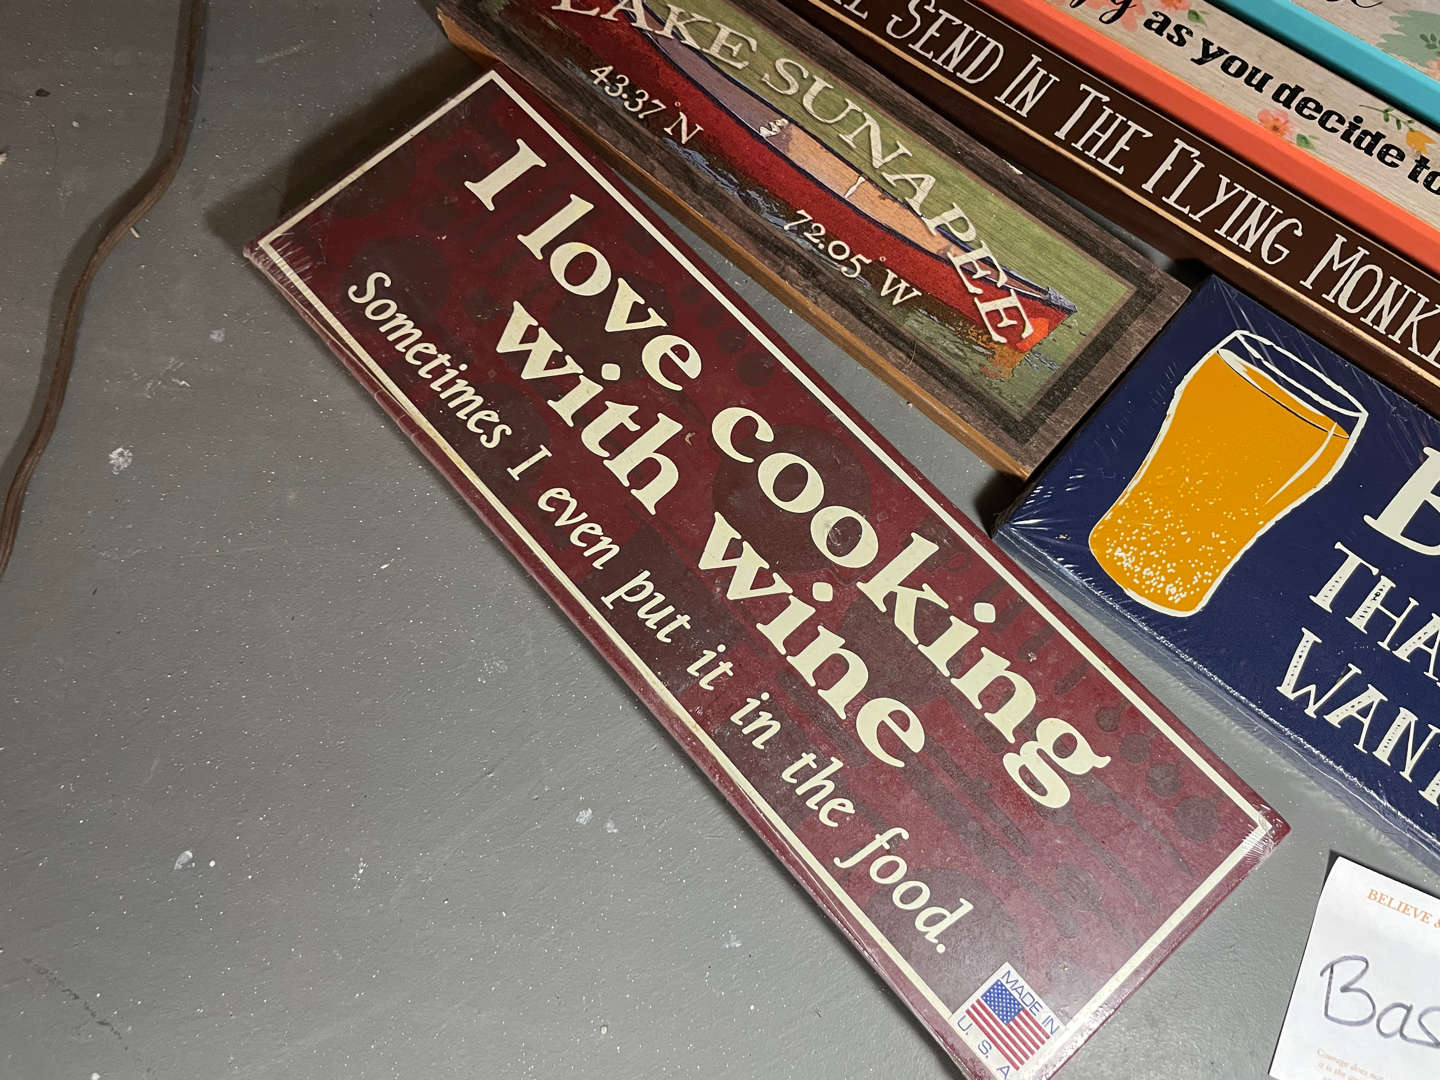 I love cooking
with wine
Sometimes I even put it in the food.
MADE IN
U. S. A
LAKE SUNAPEE
43.37° N
72.05° W
SEND IN THE FLYING
as you decide to
THA
WAN
BELIEVE &
Bas